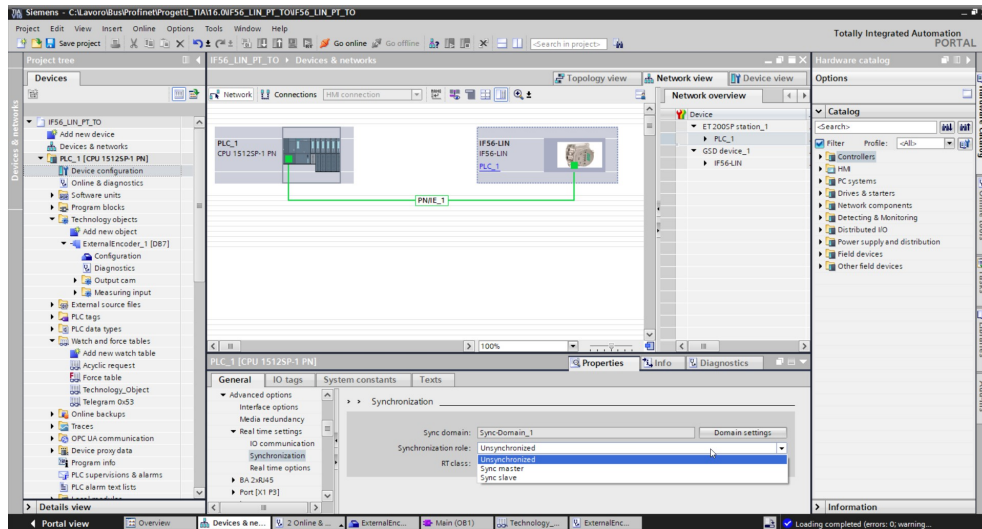 Siemens - C:\Lavoro\Bus\Profinet\Progetti_TIA\16.0\IF56_LIN_PT_TO\IF56_LIN_PT_TO
Project Edit View Insert Online Options Tools Window Help
Totally Integrated Automation
PORTAL
Save project
Go online
Go offline
<Search in project>
Project tree
IF56_LIN_PT_TO › Devices & networks
Hardware catalog
Devices
Topology view
Network view
Device view
Options
Network
Connections
HMI connection
Network overview
Devices & networks
IF56_LIN_PT_TO
Add new device
Devices & networks
PLC_1 [CPU 1512SP-1 PN]
Device configuration
Online & diagnostics
Software units
Program blocks
Technology objects
Add new object
ExternalEncoder_1 [DB7]
Configuration
Diagnostics
Output cam
Measuring input
External source files
PLC tags
PLC data types
Watch and force tables
Add new watch table
Acyclic request
Force table
Technology_Object
Telegram 0x53
Online backups
Traces
OPC UA communication
Device proxy data
Program info
PLC supervisions & alarms
PLC alarm text lists
Details view
PLC_1
CPU 1512SP-1 PN
IF56-LIN
IF56-LIN
PLC_1
PN/IE_1
100%
Device
ET 200SP station_1
PLC_1
GSD device_1
IF56-LIN
Catalog
<Search>
Filter Profile: <All>
Controllers
HMI
PC systems
Drives & starters
Network components
Detecting & Monitoring
Distributed I/O
Power supply and distribution
Field devices
Other field devices
Information
PLC_1 [CPU 1512SP-1 PN]
Properties
Info
Diagnostics
General
IO tags
System constants
Texts
Advanced options
Interface options
Media redundancy
Real time settings
IO communication
Synchronization
Real time options
BA 2xRJ45
Port [X1 P3]
> > Synchronization
Sync domain: Sync-Domain_1
Domain settings
Synchronization role: Unsynchronized
RT class:
Unsynchronized
Sync master
Sync slave
Portal view
Overview
Devices & ne...
2 Online & ...
ExternalEnc...
Main (OB1)
Technology_...
ExternalEnc...
Loading completed (errors: 0; warning...